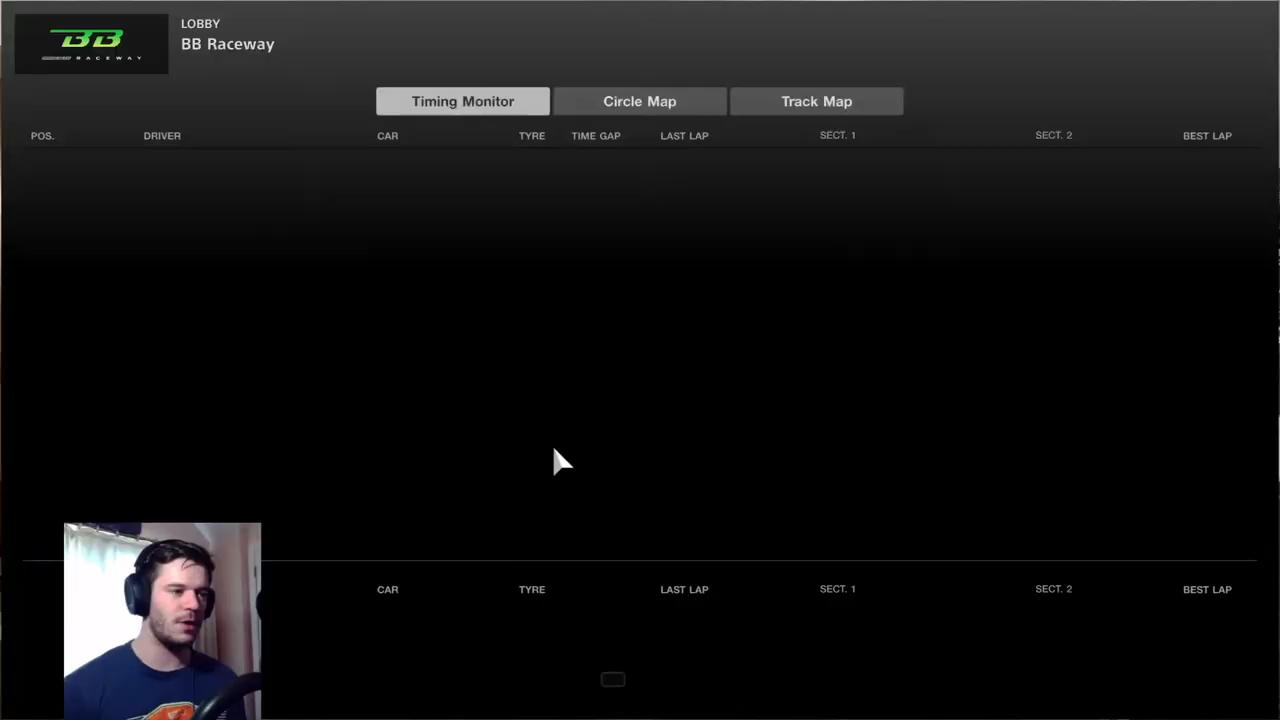 BB
RACEWAY
LOBBY
BB Raceway
Timing Monitor Circle Map Track Map
POS. DRIVER CAR TYRE TIME GAP LAST LAP SECT. 1 SECT. 2 BEST LAP
CAR TYRE LAST LAP SECT. 1 SECT. 2 BEST LAP